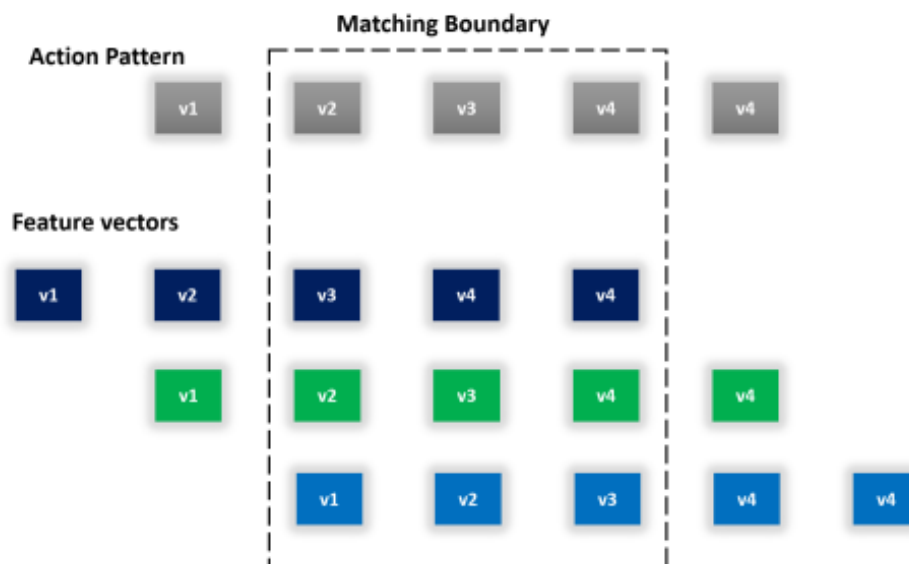 Matching Boundary
Action Pattern
v1 v2 v3 v4 v4
Feature vectors
v1 v2 v3 v4 v4
v1 v2 v3 v4 v4
v1 v2 v3 v4 v4